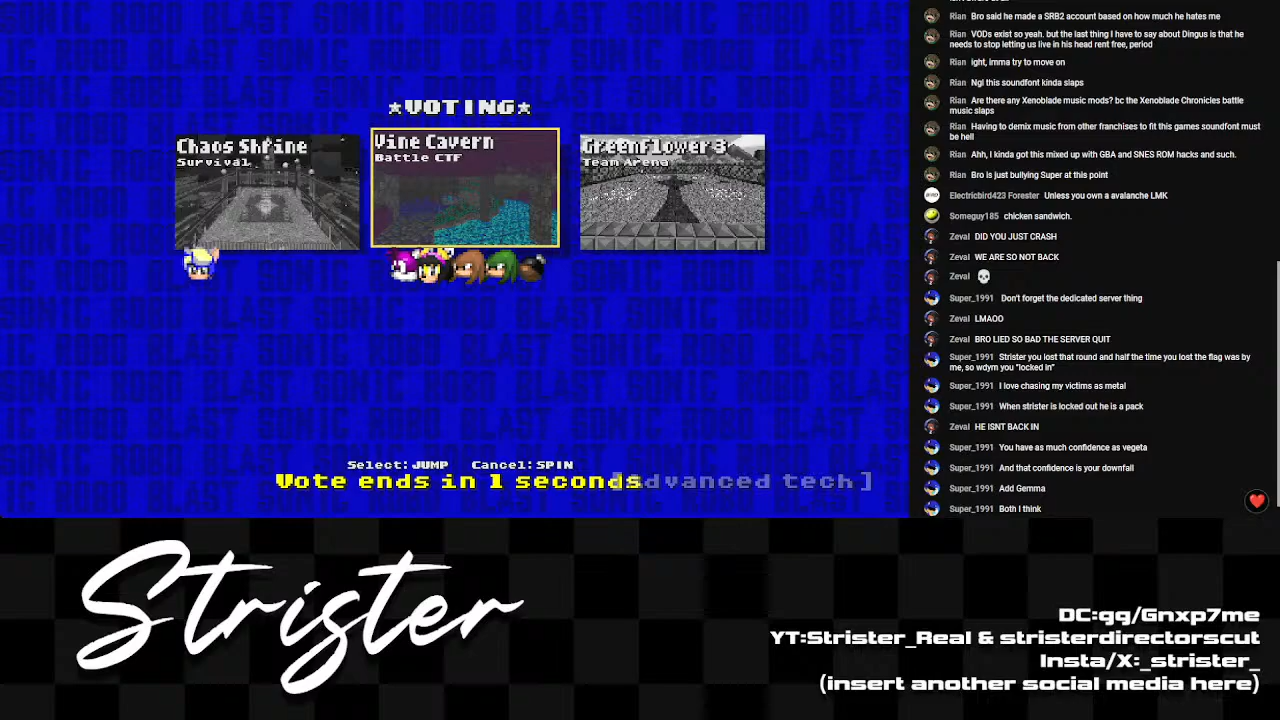 ★VOTING★
Chaos Shrine
Survival
Vine Cavern
Battle CTF
Greenflower 3
Team Arena
Select: JUMP Cancel: SPIN
Vote ends in 1 seconds
dvanced tech]
Rian Bro said he made a SRB2 account based on how much he hates me
Rian VODs exist so yeah. but the last thing I have to say about Dingus is that he
needs to stop letting us live in his head rent free, period
Rian ight, imma try to move on
Rian Ngl this soundfont kinda slaps
Rian Are there any Xenoblade music mods? bc the Xenoblade Chronicles battle
music slaps
Rian Having to demix music from other franchises to fit this games soundfont must
be hell
Rian Ahh, I kinda got this mixed up with GBA and SNES ROM hacks and such.
Rian Bro is just bullying Super at this point
Electricbird423 Forester Unless you own a avalanche LMK
Someguy185 chicken sandwich.
Zeval DID YOU JUST CRASH
Zeval WE ARE SO NOT BACK
Zeval 💀
Super_1991 Don't forget the dedicated server thing
Zeval LMAOO
Zeval BRO LIED SO BAD THE SERVER QUIT
Super_1991 Strister you lost that round and half the time you lost the flag was by
me, so wdym you "locked in"
Super_1991 I love chasing my victims as metal
Super_1991 When strister is locked out he is a pack
Zeval HE ISNT BACK IN
Super_1991 You have as much confidence as vegeta
Super_1991 And that confidence is your downfall
Super_1991 Add Gemma
Super_1991 Both I think
Strister
DC:gg/Gnxp7me
YT:Strister_Real & stristerdirectorscut
Insta/X:_strister_
(insert another social media here)